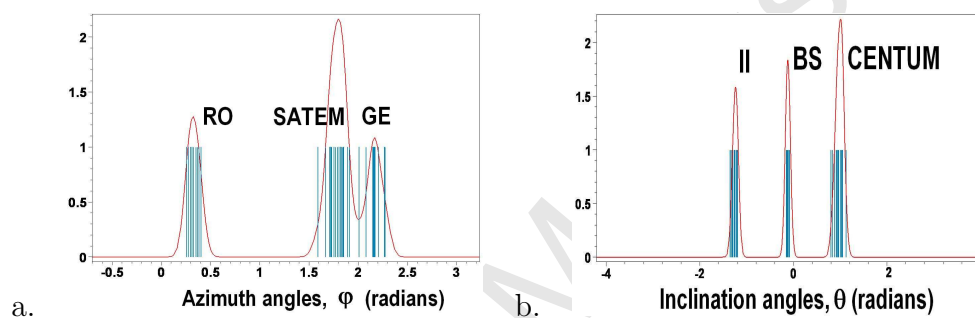 2
1.5
1
0.5
0
RO
SATEM
GE
-0.5 0 0.5 1 1.5 2 2.5 3
Azimuth angles, φ (radians)
a.
2
1.5
1
0.5
0
II
BS
CENTUM
-4 -2 0 2
Inclination angles, θ (radians)
b.